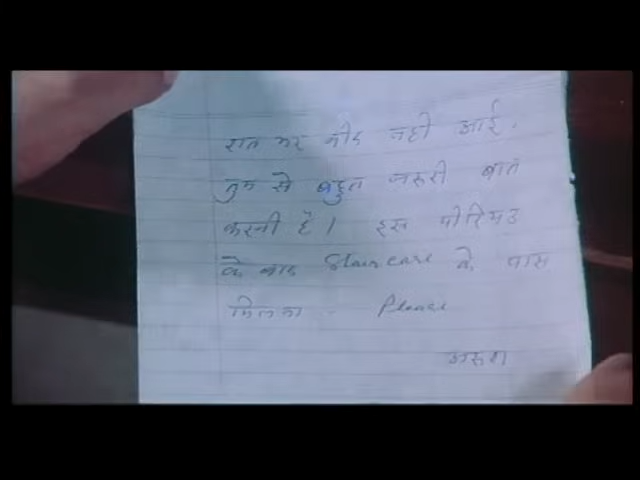 रात भर नींद नहीं आई.
तुम से बहुत जरूरी बात
करनी है। इस पीरियड
के बाद Staircase के पास
मिलना .. Please
अरूण